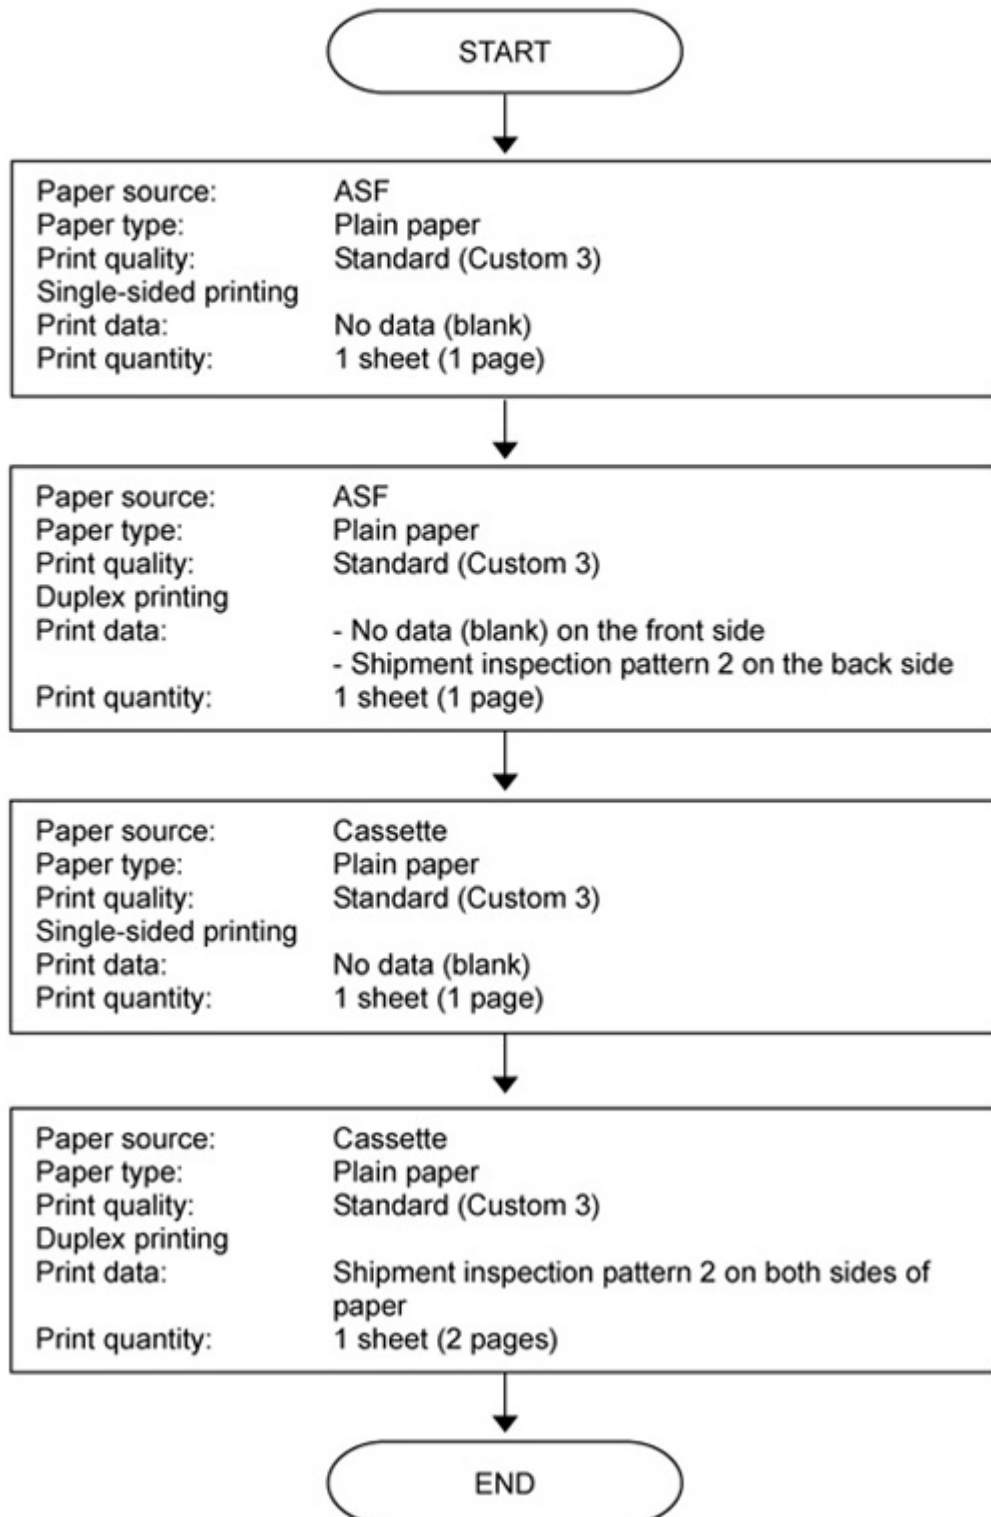 START
Paper source: ASF
Paper type: Plain paper
Print quality: Standard (Custom 3)
Single-sided printing
Print data: No data (blank)
Print quantity: 1 sheet (1 page)
Paper source: ASF
Paper type: Plain paper
Print quality: Standard (Custom 3)
Duplex printing
Print data: - No data (blank) on the front side
- Shipment inspection pattern 2 on the back side
Print quantity: 1 sheet (1 page)
Paper source: Cassette
Paper type: Plain paper
Print quality: Standard (Custom 3)
Single-sided printing
Print data: No data (blank)
Print quantity: 1 sheet (1 page)
Paper source: Cassette
Paper type: Plain paper
Print quality: Standard (Custom 3)
Duplex printing
Print data: Shipment inspection pattern 2 on both sides of
paper
Print quantity: 1 sheet (2 pages)
END